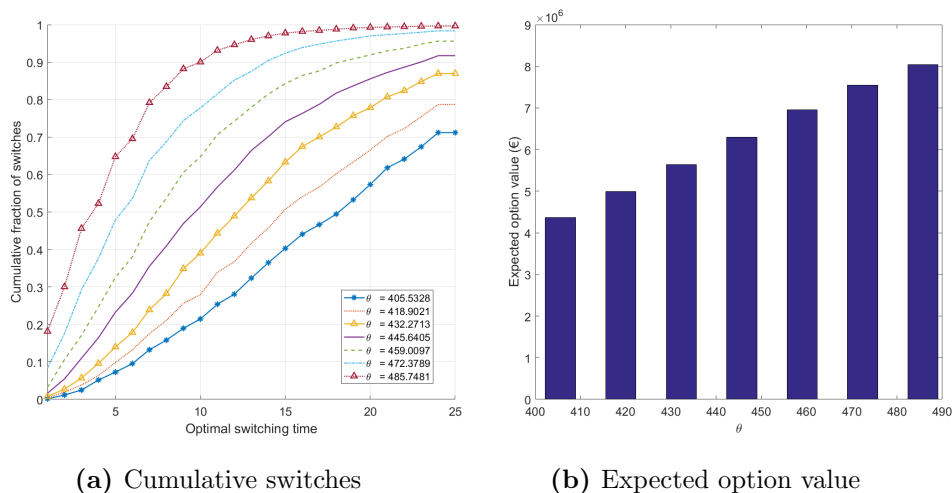 1
0.9
0.8
0.7
0.6
0.5
0.4
0.3
0.2
0.1
0
Cumulative fraction of switches
5
10
15
20
25
Optimal switching time
θ = 405.5328
θ = 418.9021
θ = 432.2713
θ = 445.6405
θ = 459.0097
θ = 472.3789
θ = 485.7481
×10⁶
9
8
7
6
5
4
3
2
1
0
Expected option value (€)
400 410 420 430 440 450 460 470 480 490
θ
(a) Cumulative switches
(b) Expected option value